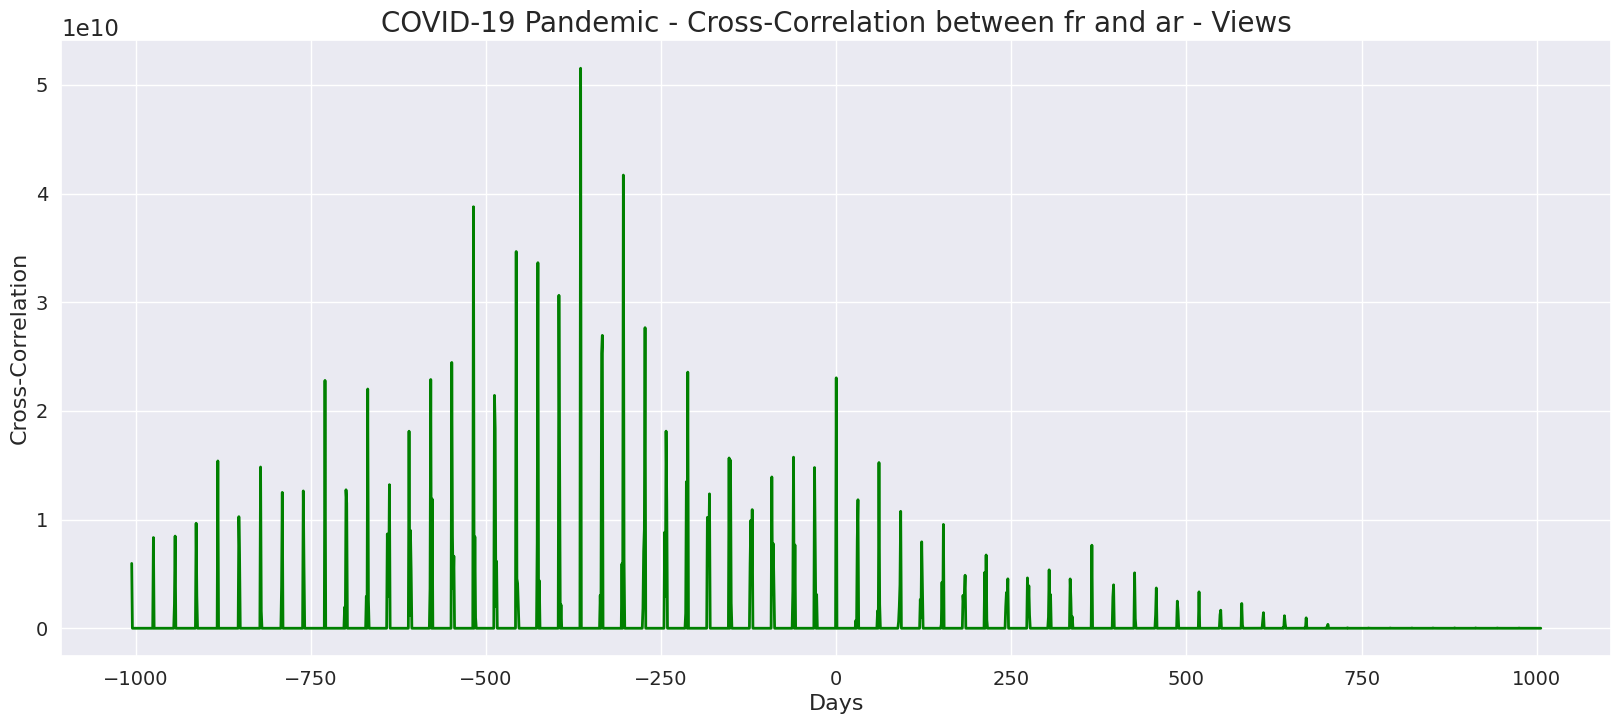 COVID-19 Pandemic - Cross-Correlation between fr and ar - Views
1e10
5
4
3
2
1
0
Cross-Correlation
−1000 −750 −500 −250 0 250 500 750 1000
Days